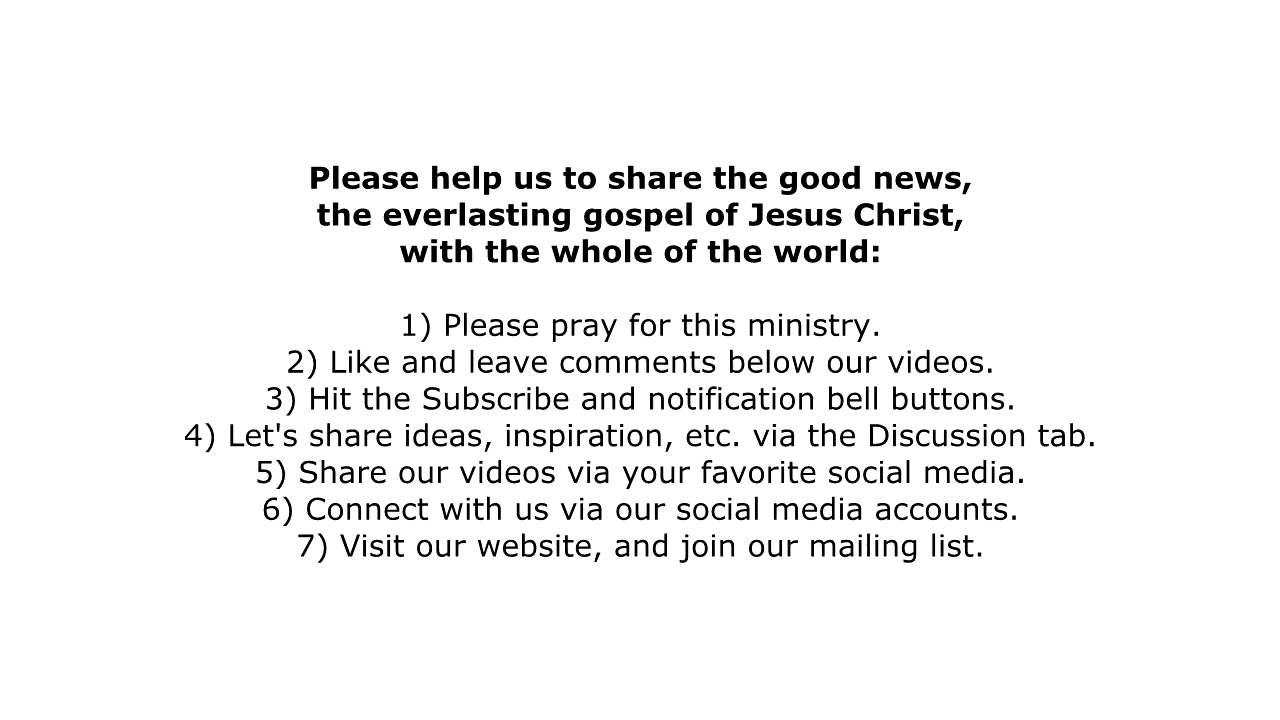 Please help us to share the good news,
the everlasting gospel of Jesus Christ,
with the whole of the world:
1) Please pray for this ministry.
2) Like and leave comments below our videos.
3) Hit the Subscribe and notification bell buttons.
4) Let's share ideas, inspiration, etc. via the Discussion tab.
5) Share our videos via your favorite social media.
6) Connect with us via our social media accounts.
7) Visit our website, and join our mailing list.